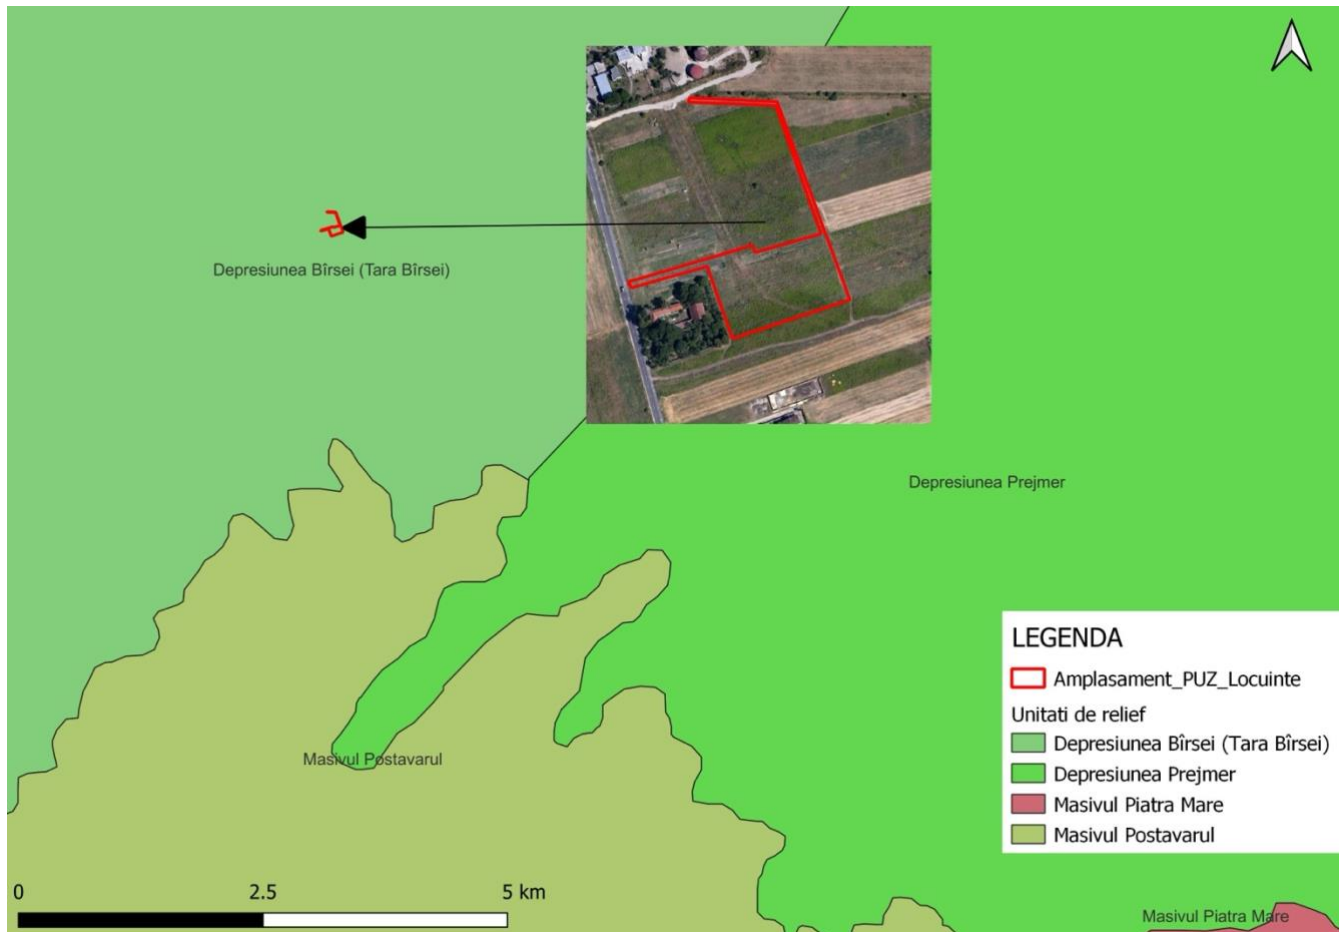 Depresiunea Bîrsei (Tara Bîrsei)
Depresiunea Prejmer
Masivul Postavarul
LEGENDA
Amplasament_PUZ_Locuinte
Unitati de relief
Depresiunea Bîrsei (Tara Bîrsei)
Depresiunea Prejmer
Masivul Piatra Mare
Masivul Postavarul
0 2.5 5 km
Masivul Piatra Mare